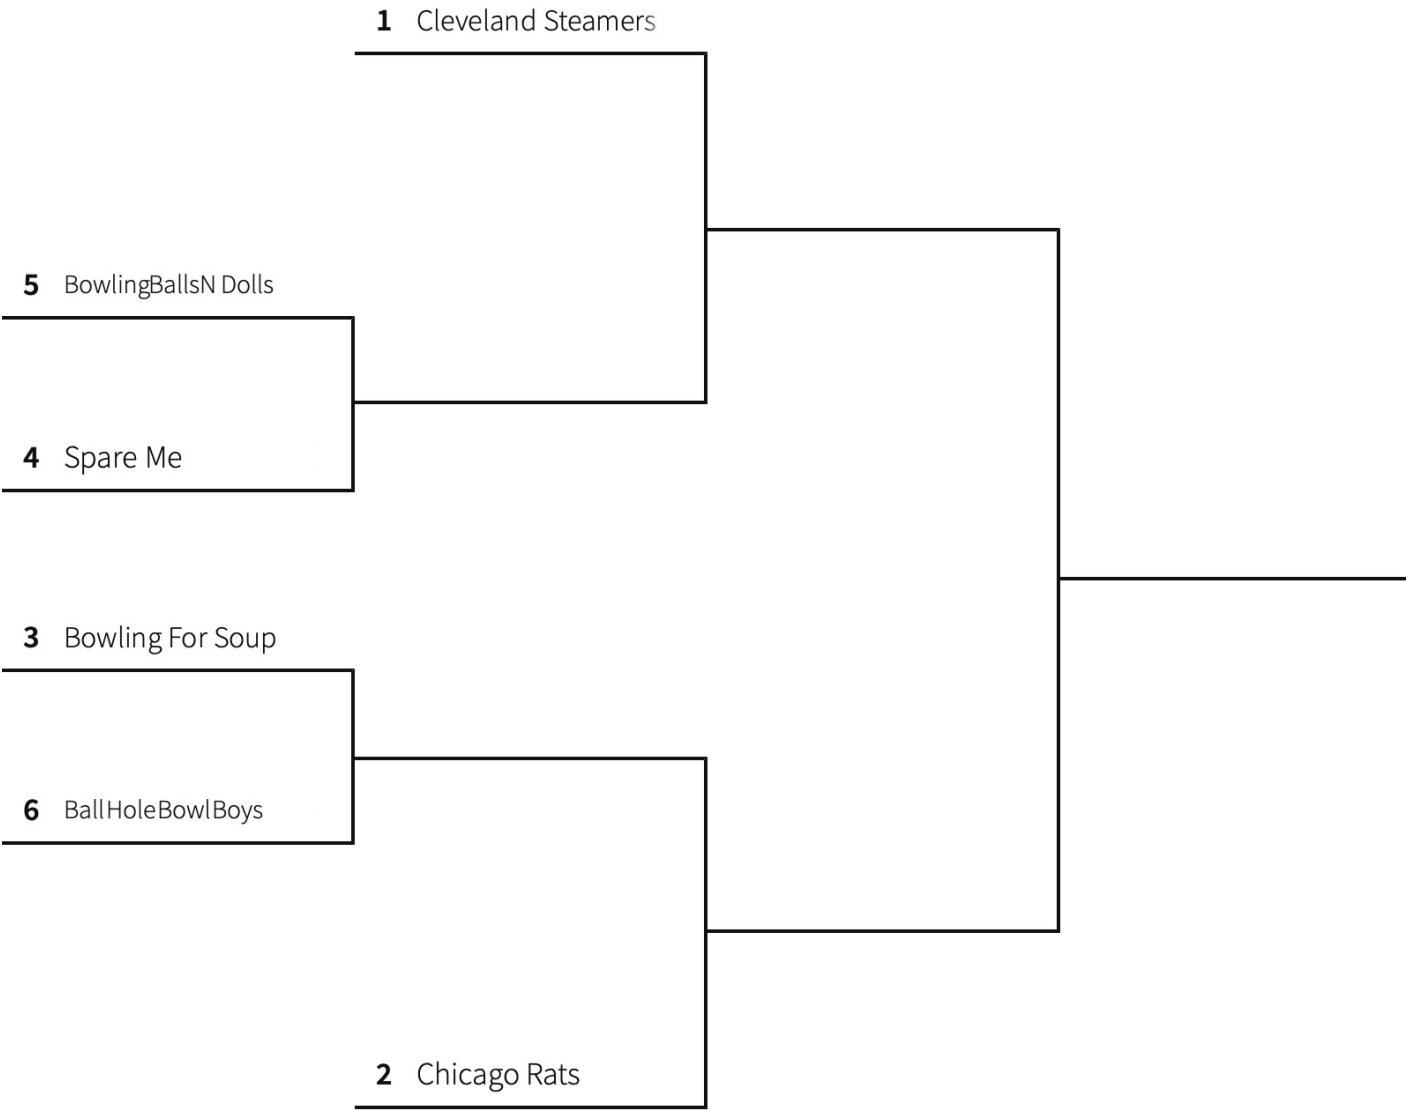 1 Cleveland Steamers
5 BowlingBallsN Dolls
4 Spare Me
3 Bowling For Soup
6 BallHoleBowlBoys
2 Chicago Rats